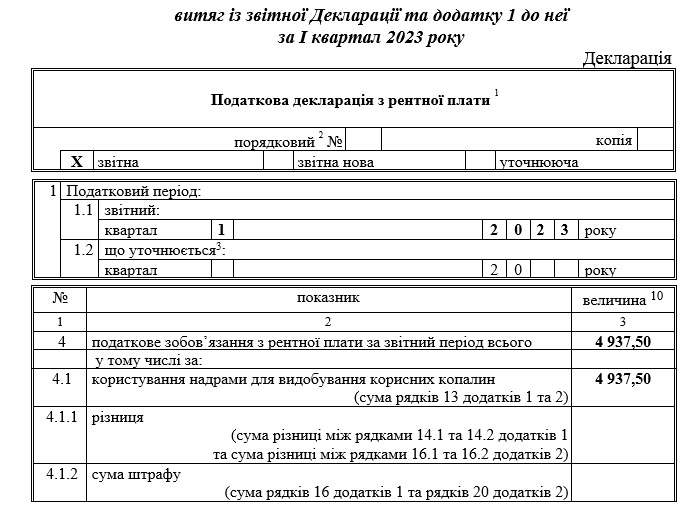 витяг із звітної Декларації та додатку 1 до неї
за І квартал 2023 року
Декларація
Податкова декларація з рентної плати 1
порядковий 2 № копія
X звітна звітна нова уточнююча
1 Податковий період:
1.1 звітний:
квартал 1 2 0 2 3 року
1.2 що уточнюється3:
квартал 2 0 року
№ показник величина 10
1 2 3
4 податкове зобов’язання з рентної плати за звітний період всього 4 937,50
у тому числі за:
4.1 користування надрами для видобування корисних копалин 4 937,50
(сума рядків 13 додатків 1 та 2)
4.1.1 різниця
(сума різниці між рядками 14.1 та 14.2 додатків 1
та сума різниці між рядками 16.1 та 16.2 додатків 2)
4.1.2 сума штрафу
(сума рядків 16 додатків 1 та рядків 20 додатків 2)